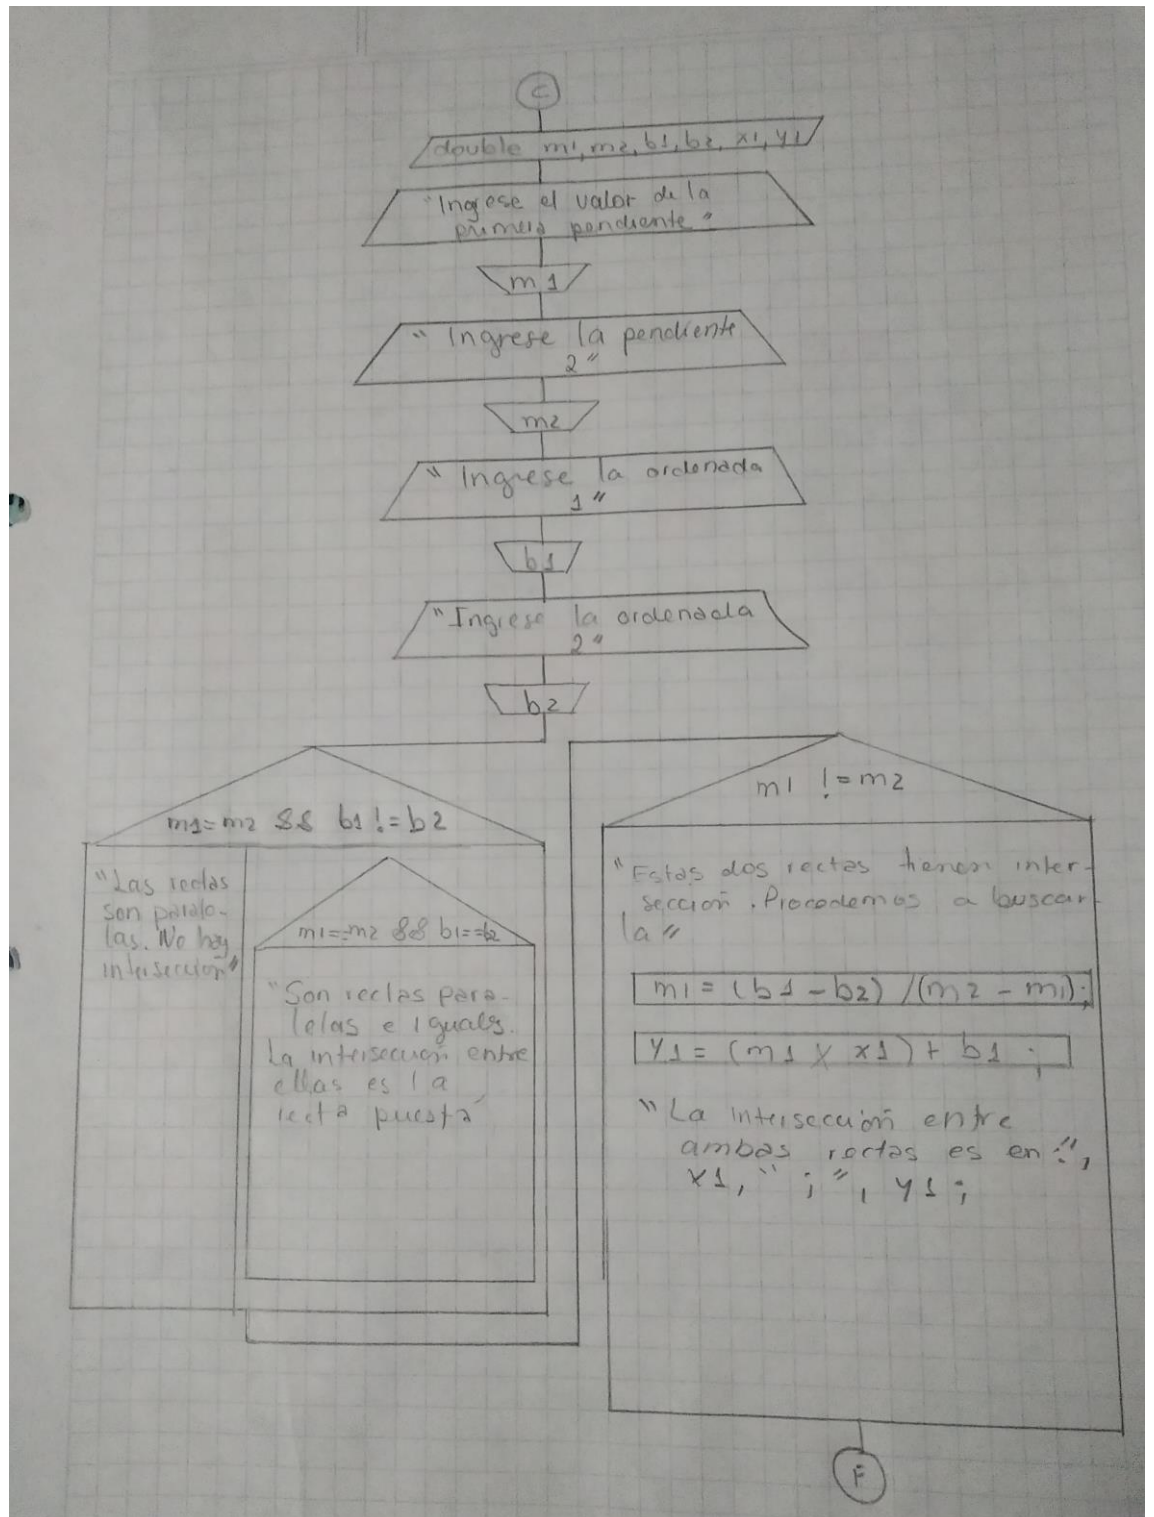 C
double m1, m2, b1, b2, x1, y1
"Ingese el valor de la
primera pendiente"
m1
"Ingrese la pendiente
2"
m2
"Ingrese la ordenada
1"
b1
"Ingrese la ordenada
2"
b2
m1=m2 && b1 != b2
"Las rectas
son parale-
las. No hay
intersección"
m1==m2 && b1==b2
"Son rectas para-
lelas e iguales.
La intersección entre
ellas es la
recta puesta"
m1 != m2
"Estas dos rectas tienen inter-
sección. Procedemos a buscar
la"
m1 = (b1-b2) /(m2-m1);
y1 = (m1 X x1) + b1 ;
"La intersección entre
ambas rectas es en:",
x1, ";", y1;
F